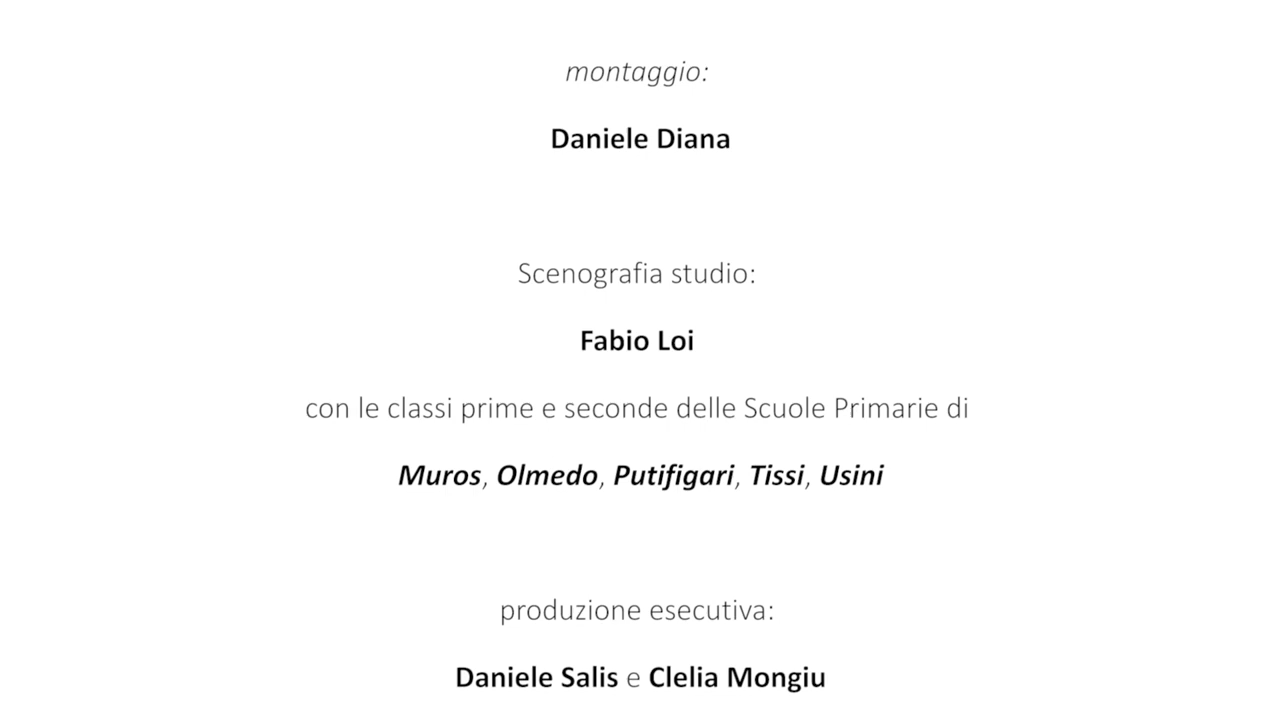 montaggio:
Daniele Diana
Scenografia studio:
Fabio Loi
con le classi prime e seconde delle Scuole Primarie di
Muros, Olmedo, Putifigari, Tissi, Usini
produzione esecutiva:
Daniele Salis e Clelia Mongiu